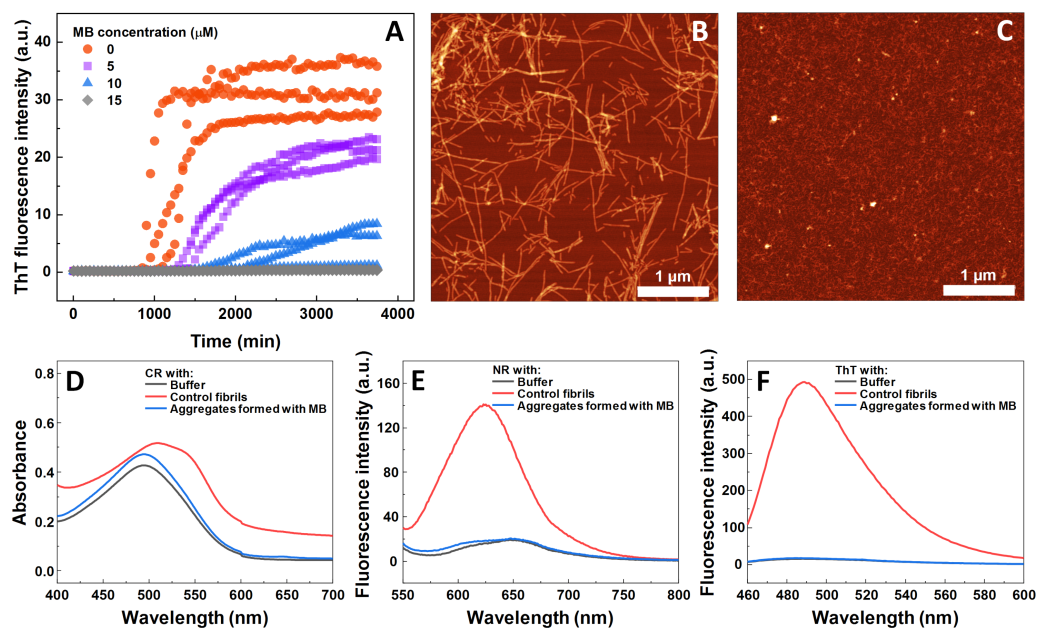 A
MB concentration (μM)
0
5
10
15
ThT fluorescence intensity (a.u.)
40
30
20
10
0
0 1000 2000 3000 4000
Time (min)
B
1 μm
C
1 μm
D
CR with:
Buffer
Control fibrils
Aggregates formed with MB
Absorbance
0.8
0.6
0.4
0.2
0.0
400 450 500 550 600 650 700
Wavelength (nm)
E
NR with:
Buffer
Control fibrils
Aggregates formed with MB
Fluorescence intensity (a.u.)
160
120
80
40
0
550 600 650 700 750 800
Wavelength (nm)
F
ThT with:
Buffer
Control fibrils
Aggregates formed with MB
Fluorescence intensity (a.u.)
500
400
300
200
100
0
460 480 500 520 540 560 580 600
Wavelength (nm)